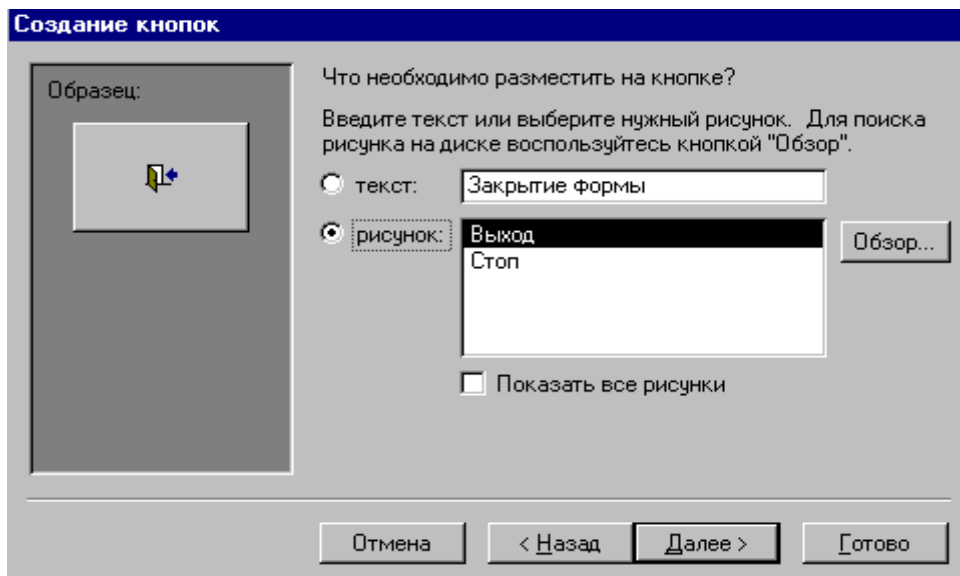 Создание кнопок
Образец:
Что необходимо разместить на кнопке?
Введите текст или выберите нужный рисунок. Для поиска
рисунка на диске воспользуйтесь кнопкой "Обзор".
текст:
Закрытие формы
рисунок:
Выход
Стоп
Обзор...
Показать все рисунки
Отмена
< Назад
Далее >
Готово